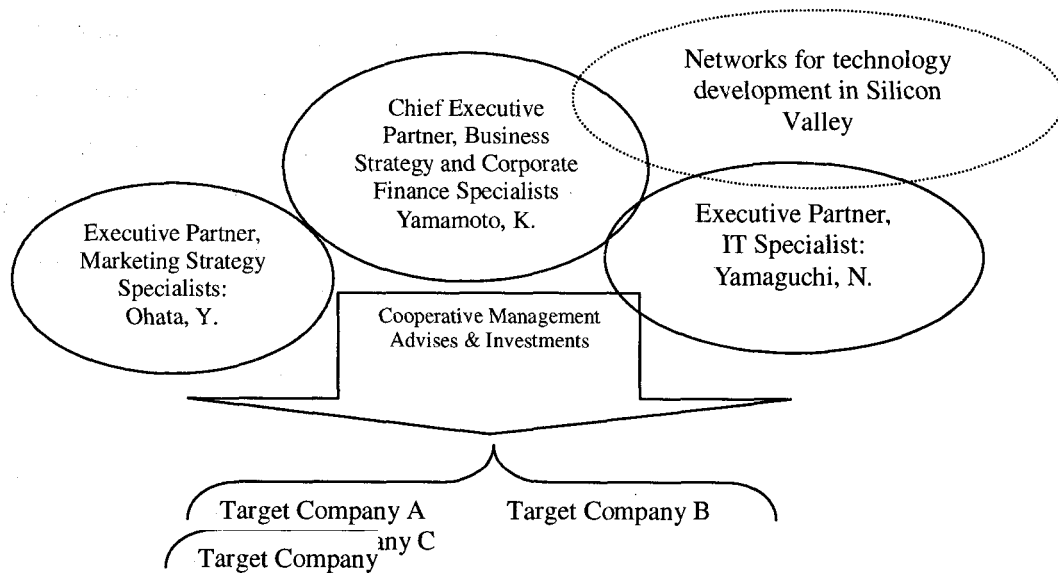 Networks for technology
development in Silicon
Valley
Chief Executive
Partner, Business
Strategy and Corporate
Finance Specialists
Yamamoto, K.
Executive Partner,
IT Specialist:
Yamaguchi, N.
Executive Partner,
Marketing Strategy
Specialists:
Ohata, Y.
Cooperative Management
Advises & Investments
Target Company A
Target Company B
any C
Target Company